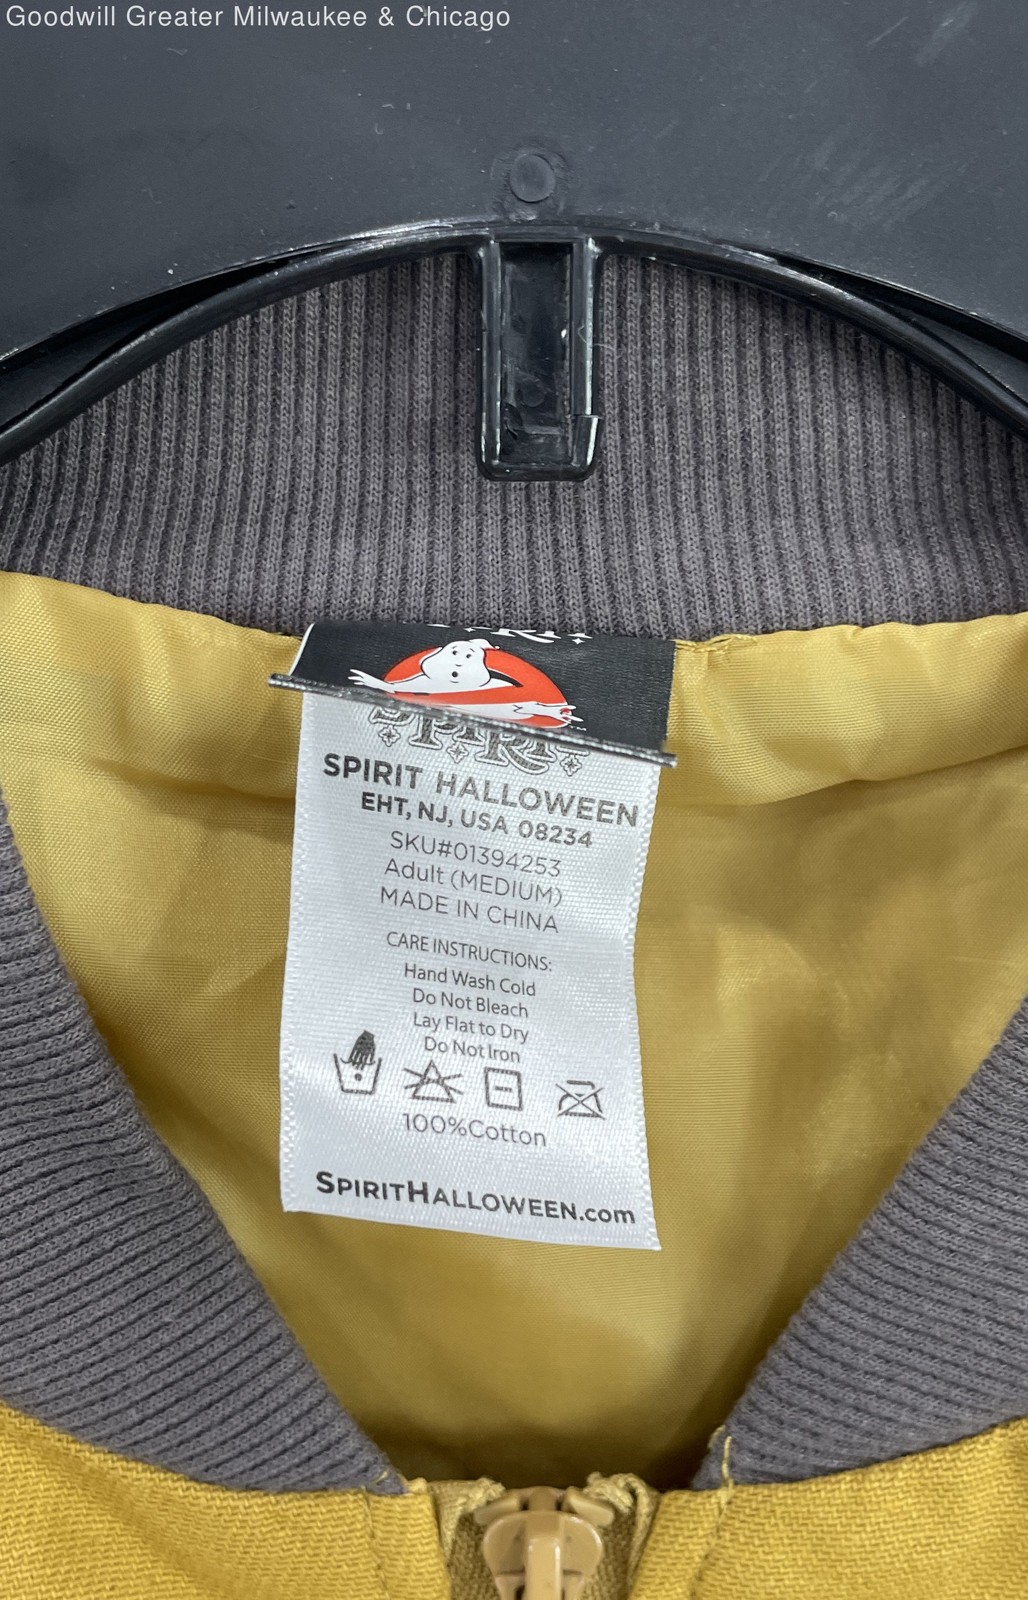 Goodwill Greater Milwaukee & Chicago
SPIRIT
SPIRIT HALLOWEEN
EHT, NJ, USA 08234
SKU#01394253
Adult (MEDIUM)
MADE IN CHINA
CARE INSTRUCTIONS:
Hand Wash Cold
Do Not Bleach
Lay Flat to Dry
Do Not Iron
100%Cotton
SPIRITHALLOWEEN.com